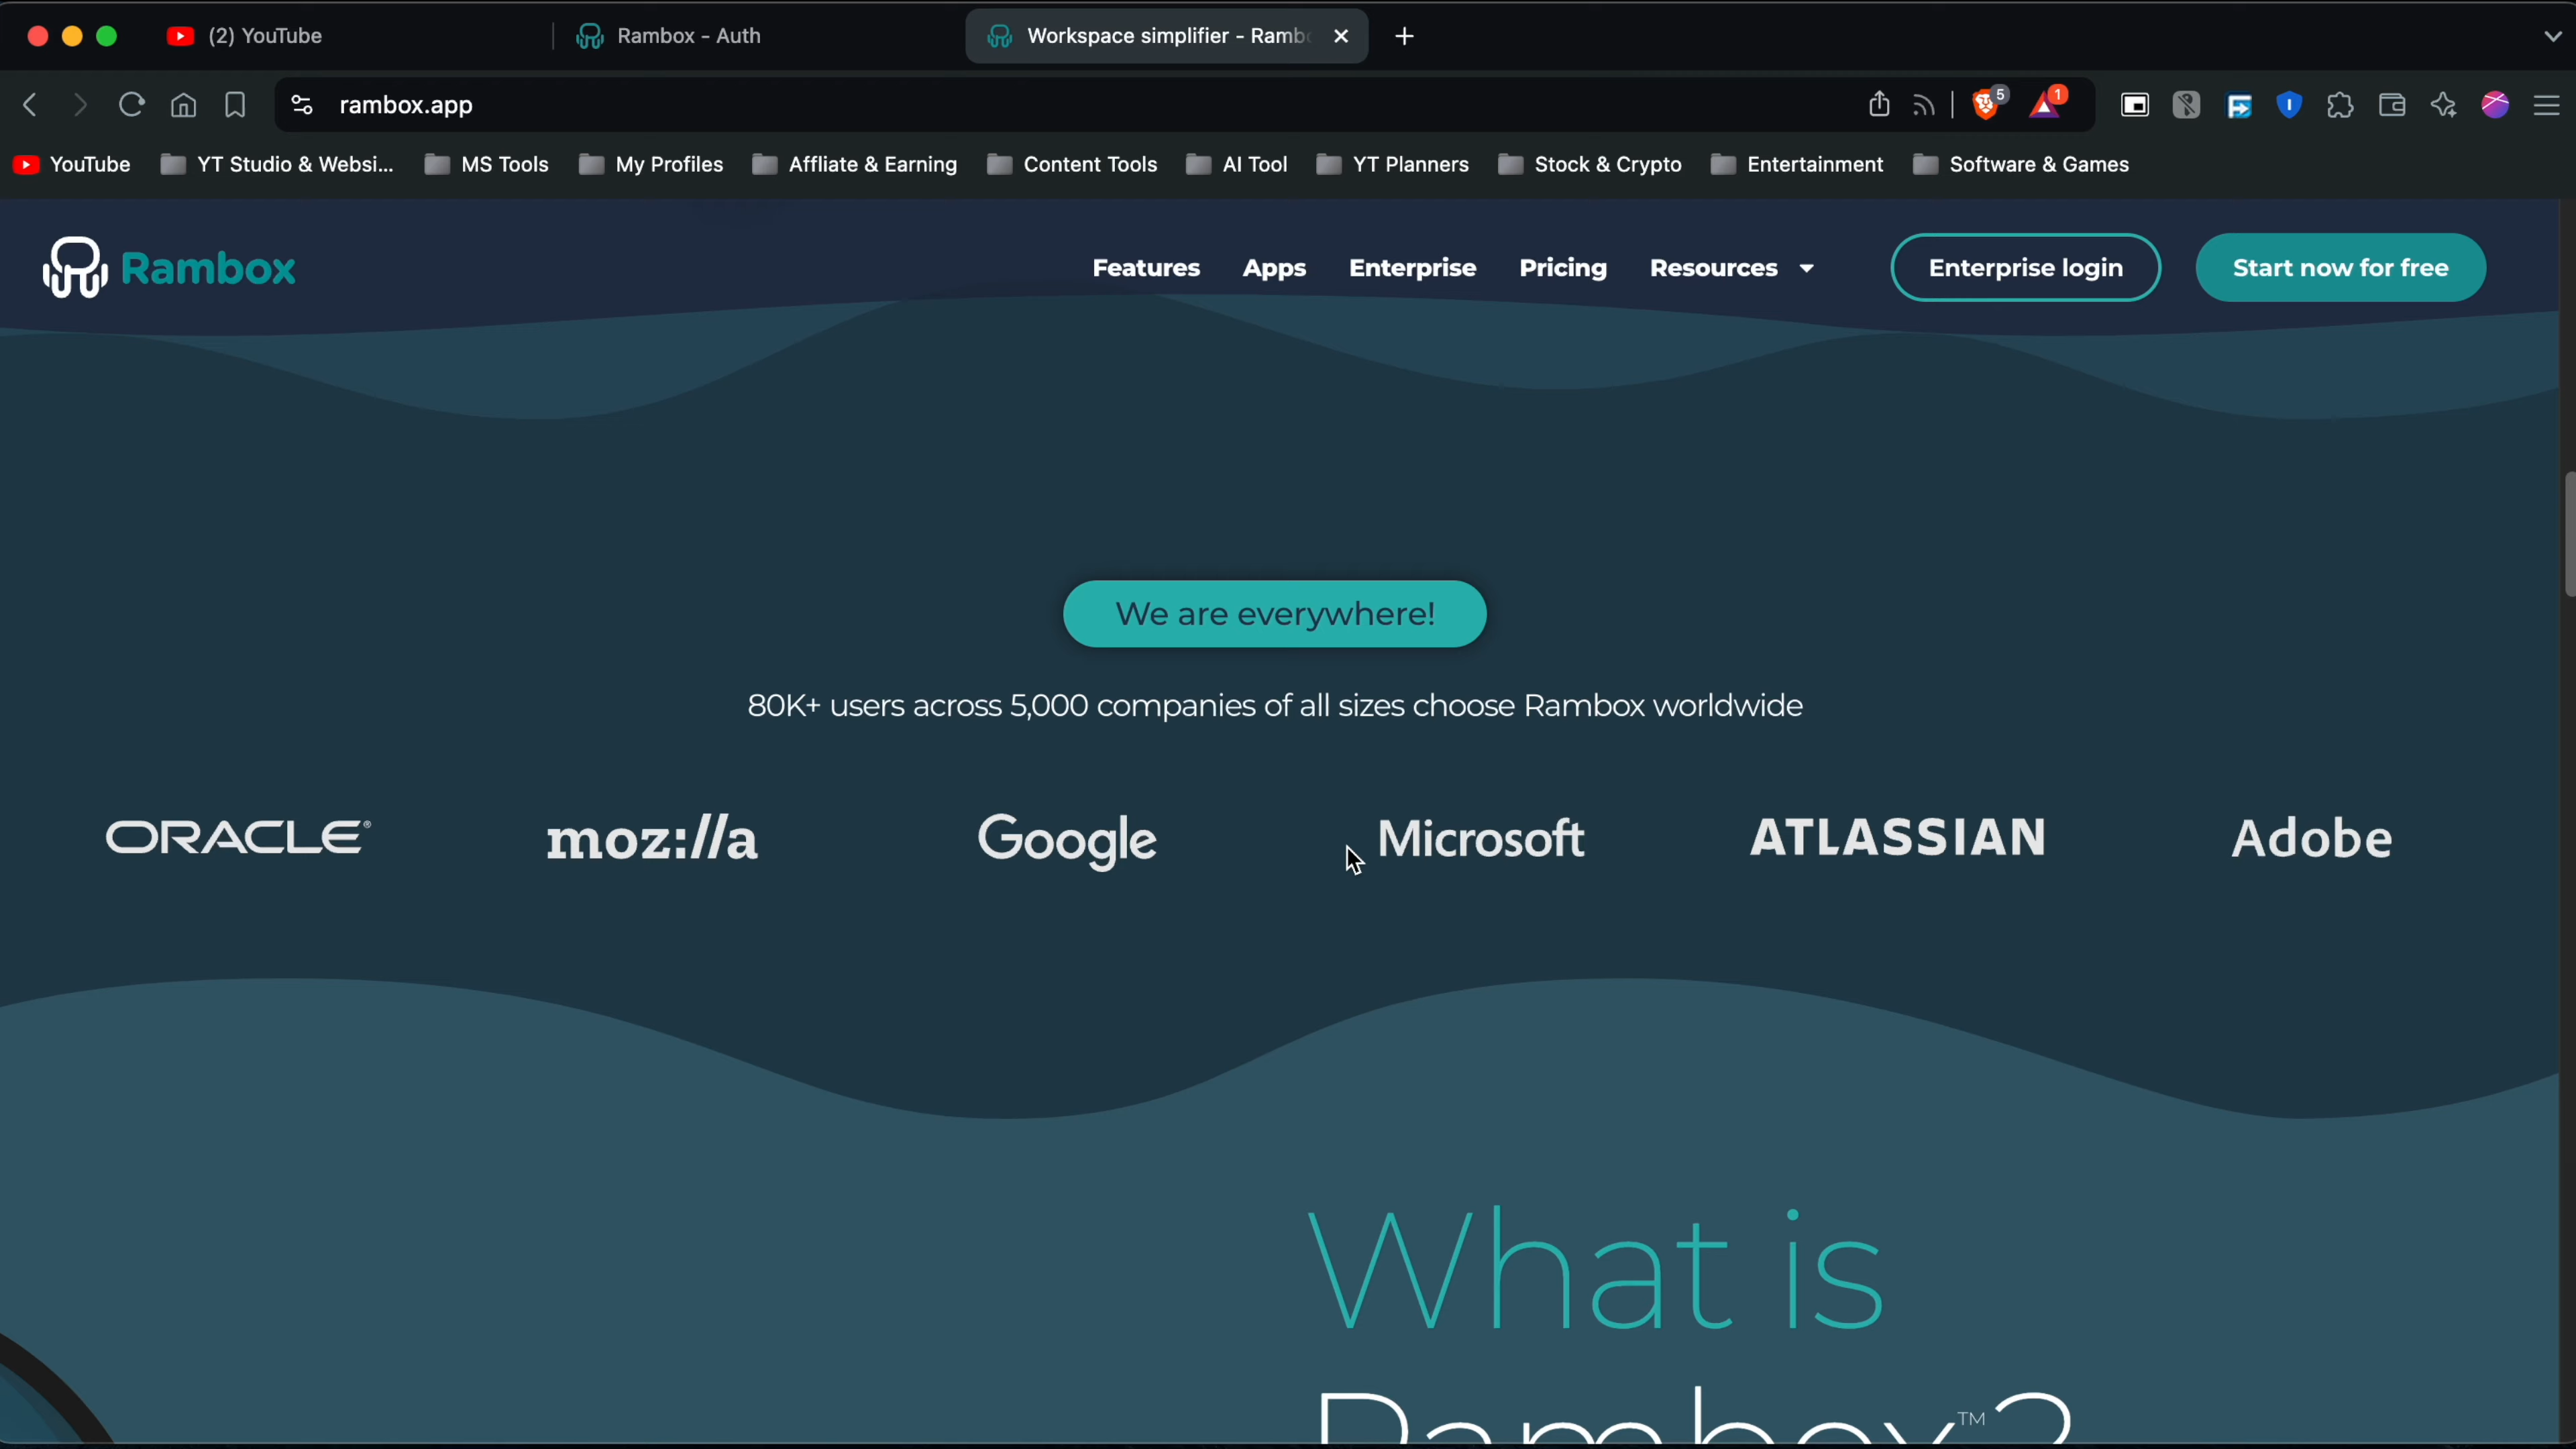 (2) YouTube
Rambox - Auth
Workspace simplifier - Ramb
rambox.app
5
1
YouTube
YT Studio & Websi...
MS Tools
My Profiles
Affliate & Earning
Content Tools
AI Tool
YT Planners
Stock & Crypto
Entertainment
Software & Games
Rambox
Features
Apps
Enterprise
Pricing
Resources
Enterprise login
Start now for free
We are everywhere!
80K+ users across 5,000 companies of all sizes choose Rambox worldwide
ORACLE®
moz://a
Google
Microsoft
ATLASSIAN
Adobe
What is
Rambox™?